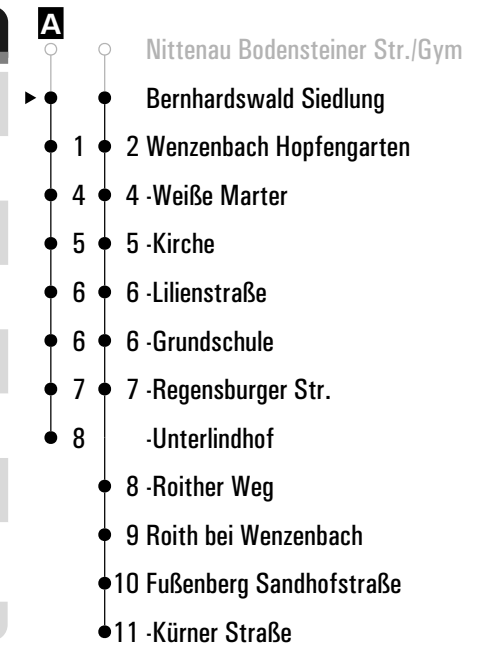 A
Nittenau Bodensteiner Str./Gym
Bernhardswald Siedlung
1 2 Wenzenbach Hopfengarten
4 4 -Weiße Marter
5 5 -Kirche
6 6 -Lilienstraße
6 6 -Grundschule
7 7 -Regensburger Str.
8 -Unterlindhof
8 -Roither Weg
9 Roith bei Wenzenbach
10 Fußenberg Sandhofstraße
11 -Kürner Straße